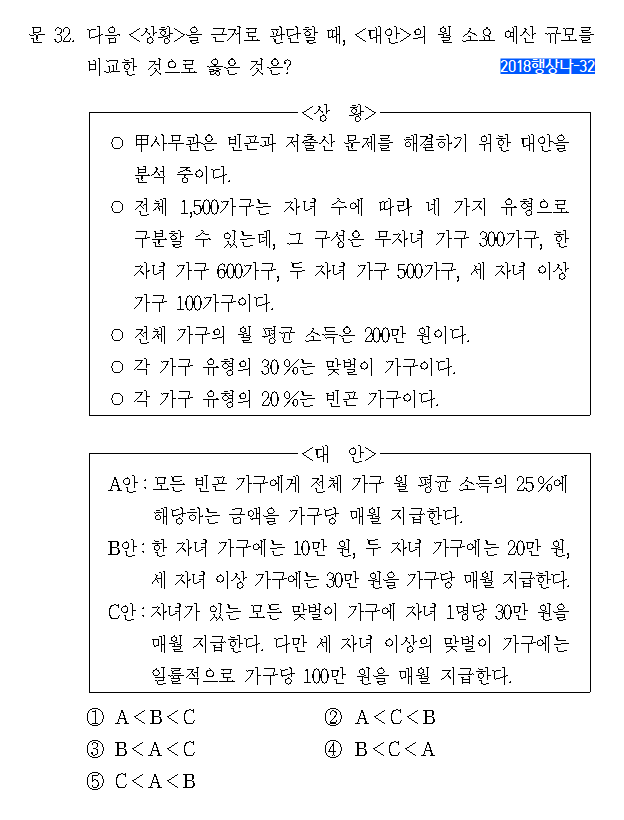 문 32. 다음 <상황>을 근거로 판단할 때, <대안>의 월 소요 예산 규모를
비교한 것으로 옳은 것은?
2018행상나-32
<상 황>
○ 甲사무관은 빈곤과 저출산 문제를 해결하기 위한 대안을
분석 중이다.
○ 전체 1,500가구는 자녀 수에 따라 네 가지 유형으로
구분할 수 있는데, 그 구성은 무자녀 가구 300가구, 한
자녀 가구 600가구, 두 자녀 가구 500가구, 세 자녀 이상
가구 100가구이다.
○ 전체 가구의 월 평균 소득은 200만 원이다.
○ 각 가구 유형의 30%는 맞벌이 가구이다.
○ 각 가구 유형의 20%는 빈곤 가구이다.
<대 안>
A안 : 모든 빈곤 가구에게 전체 가구 월 평균 소득의 25%에
해당하는 금액을 가구당 매월 지급한다.
B안 : 한 자녀 가구에는 10만 원, 두 자녀 가구에는 20만 원,
세 자녀 이상 가구에는 30만 원을 가구당 매월 지급한다.
C안 : 자녀가 있는 모든 맞벌이 가구에 자녀 1명당 30만 원을
매월 지급한다. 다만 세 자녀 이상의 맞벌이 가구에는
일률적으로 가구당 100만 원을 매월 지급한다.
① A<B<C ② A<C<B
③ B<A<C ④ B<C<A
⑤ C<A<B